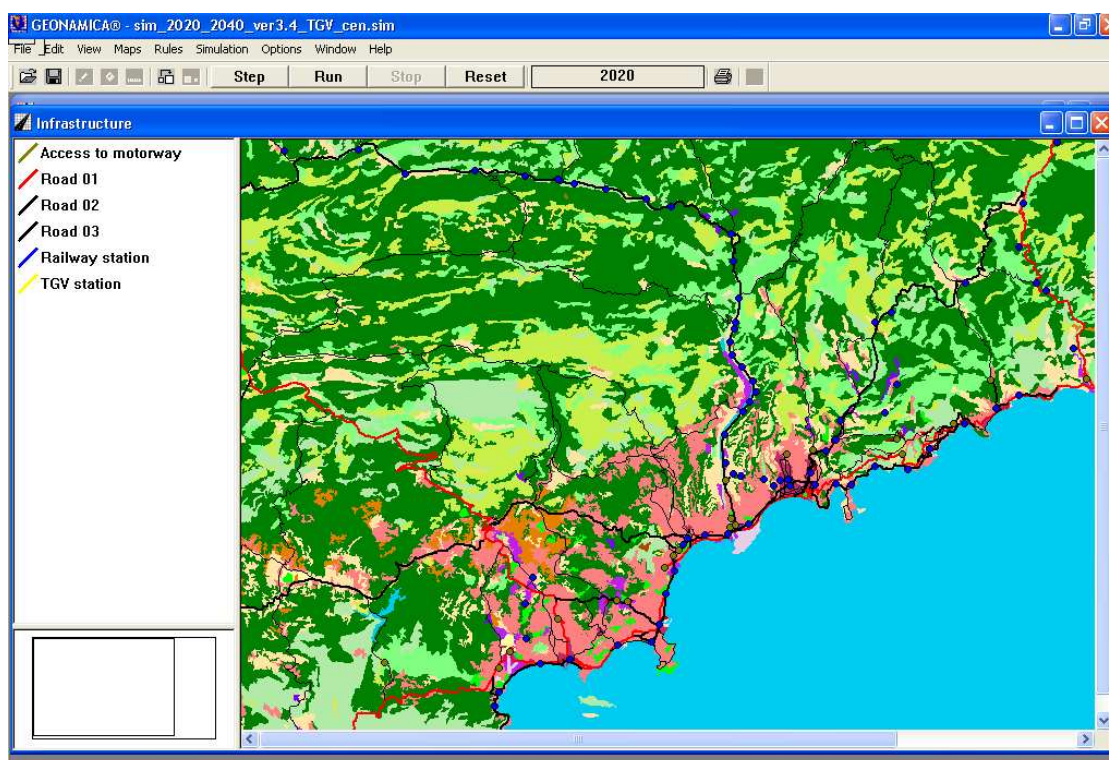 GEONAMICA® - sim_2020_2040_ver3.4_TGV_cen.sim
File Edit View Maps Rules Simulation Options Window Help
Step Run Stop Reset 2020
Infrastructure
Access to motorway
Road 01
Road 02
Road 03
Railway station
TGV station